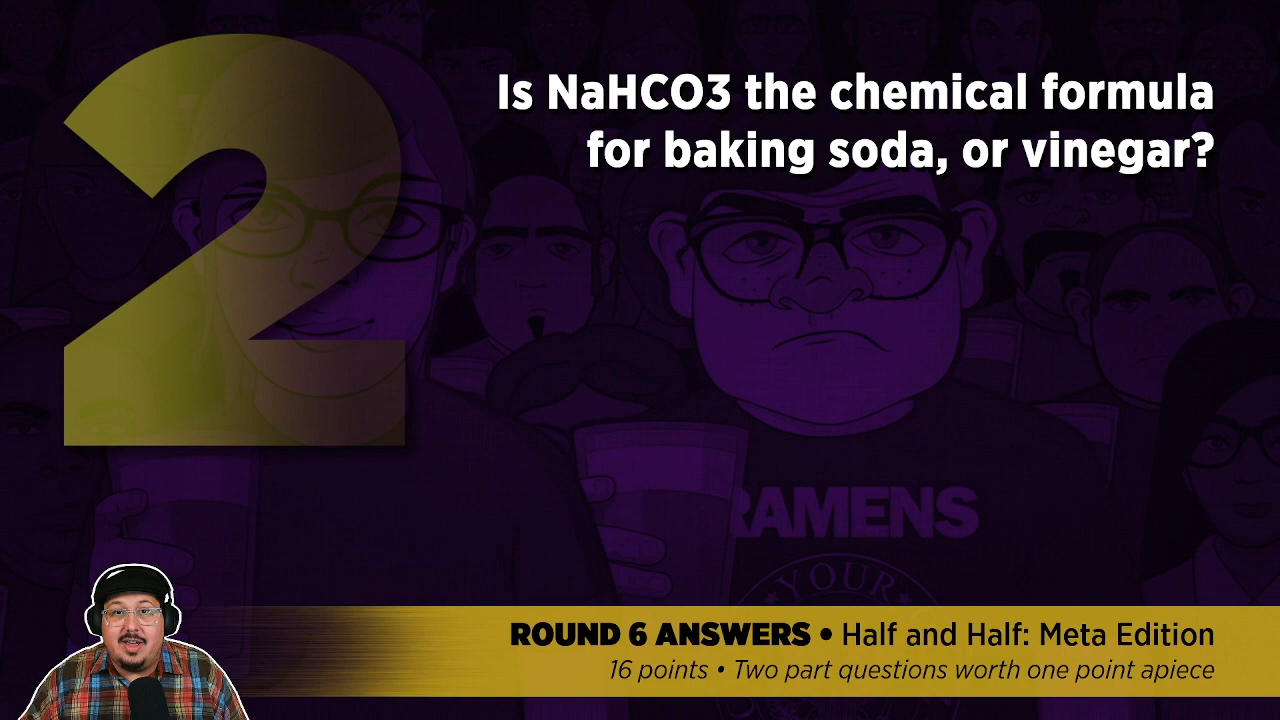 2
Is NaHCO3 the chemical formula
for baking soda, or vinegar?
RAMENS
YOUR
ROUND 6 ANSWERS • Half and Half: Meta Edition
16 points • Two part questions worth one point apiece